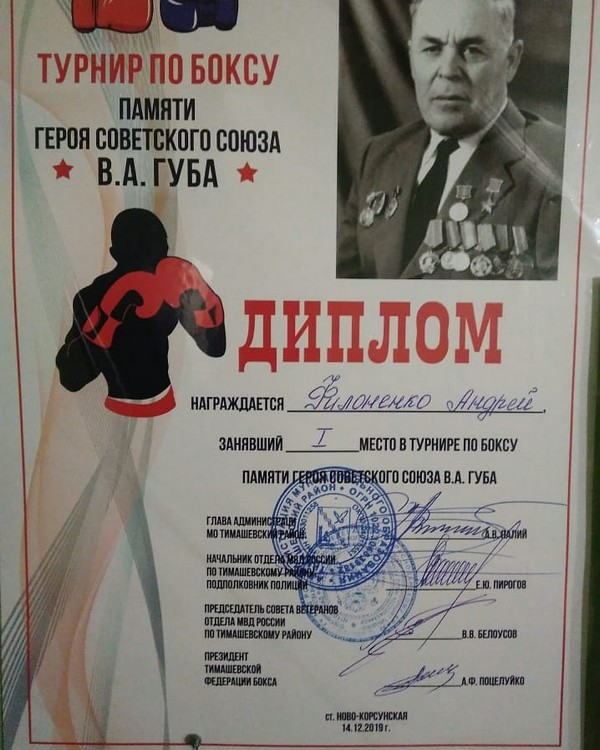 ТУРНИР ПО БОКСУ
ПАМЯТИ
ГЕРОЯ СОВЕТСКОГО СОЮЗА
В.А. ГУБА
ДИПЛОМ
НАГРАЖДАЕТСЯ Филоненко Андрей,
ЗАНЯВШИЙ I МЕСТО В ТУРНИРЕ ПО БОКСУ
ПАМЯТИ ГЕРОЯ СОВЕТСКОГО СОЮЗА В.А. ГУБА
ГЛАВА АДМИНИСТРАЦИИ
МО ТИМАШЕВСКИЙ РАЙОН А.В. ПАЛИЙ
НАЧАЛЬНИК ОТДЕЛА МВД РОССИИ
ПО ТИМАШЕВСКОМУ РАЙОНУ
ПОДПОЛКОВНИК ПОЛИЦИИ Е.Ю. ПИРОГОВ
ПРЕДСЕДАТЕЛЬ СОВЕТА ВЕТЕРАНОВ
ОТДЕЛА МВД РОССИИ
ПО ТИМАШЕВСКОМУ РАЙОНУ В.В. БЕЛОУСОВ
ПРЕЗИДЕНТ
ТИМАШЕВСКОЙ
ФЕДЕРАЦИИ БОКСА А.Ф. ПОЦЕЛУЙКО
ст. НОВО-КОРСУНСКАЯ
14.12.2019 г.